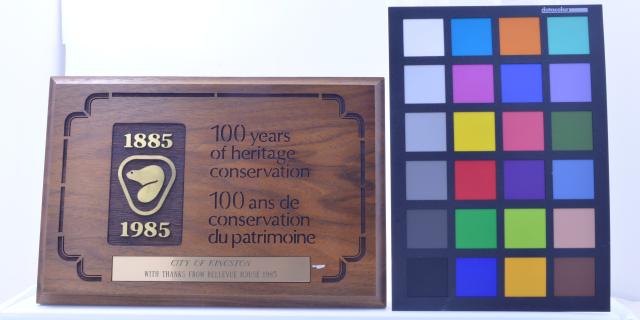 datacolor
1885
1985
100 years
of heritage
conservation
100 ans de
conservation
du patrimoine
CITY OF KINGSTON
WITH THANKS FROM BELLEVUE HOUSE 1985